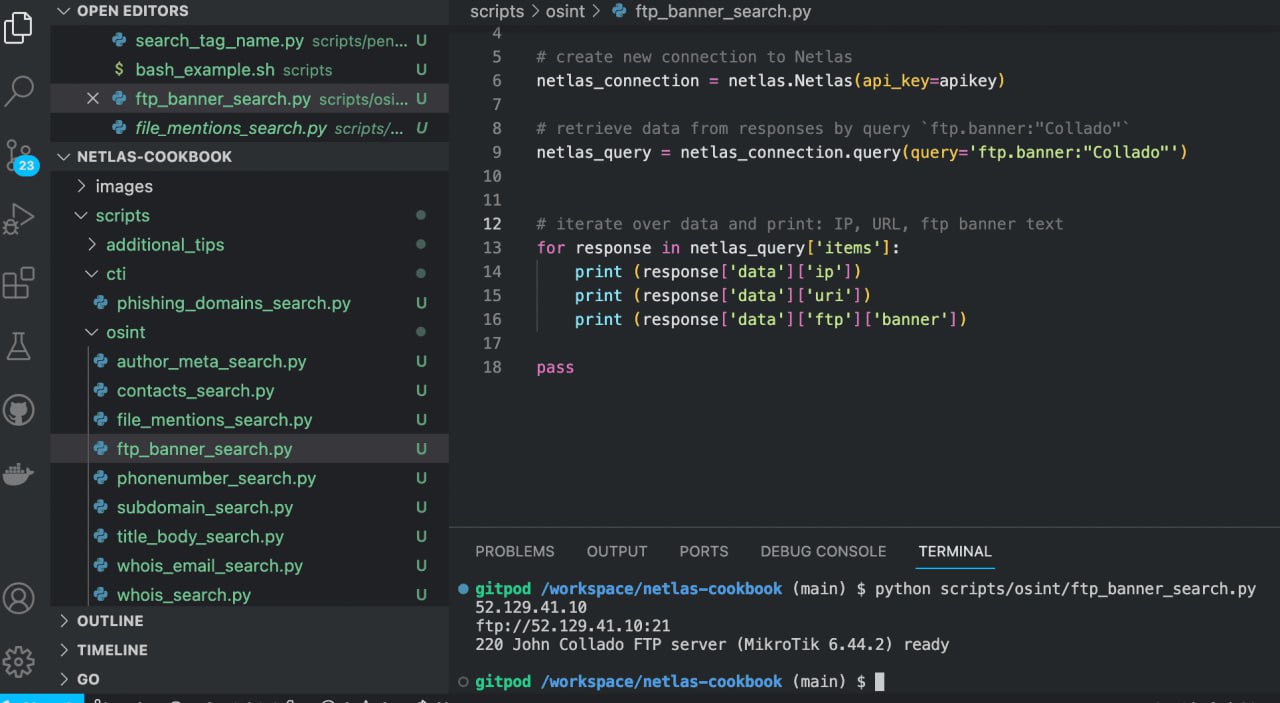 OPEN EDITORS
search_tag_name.py scripts/pen... U
$ bash_example.sh scripts U
ftp_banner_search.py scripts/osi... U
file_mentions_search.py scripts/... U
23
NETLAS-COOKBOOK
images
scripts
additional_tips
cti
phishing_domains_search.py U
osint
author_meta_search.py U
contacts_search.py U
file_mentions_search.py U
ftp_banner_search.py U
phonenumber_search.py U
subdomain_search.py U
title_body_search.py U
whois_email_search.py U
whois_search.py U
OUTLINE
TIMELINE
GO
scripts > osint > ftp_banner_search.py
4
5 # create new connection to Netlas
6 netlas_connection = netlas.Netlas(api_key=apikey)
7
8 # retrieve data from responses by query `ftp.banner:"Collado"`
9 netlas_query = netlas_connection.query(query='ftp.banner:"Collado"')
10
11
12 # iterate over data and print: IP, URL, ftp banner text
13 for response in netlas_query['items']:
14     print (response['data']['ip'])
15     print (response['data']['uri'])
16     print (response['data']['ftp']['banner'])
17
18 pass
PROBLEMS OUTPUT PORTS DEBUG CONSOLE TERMINAL
gitpod /workspace/netlas-cookbook (main) $ python scripts/osint/ftp_banner_search.py
52.129.41.10
ftp://52.129.41.10:21
220 John Collado FTP server (MikroTik 6.44.2) ready
gitpod /workspace/netlas-cookbook (main) $